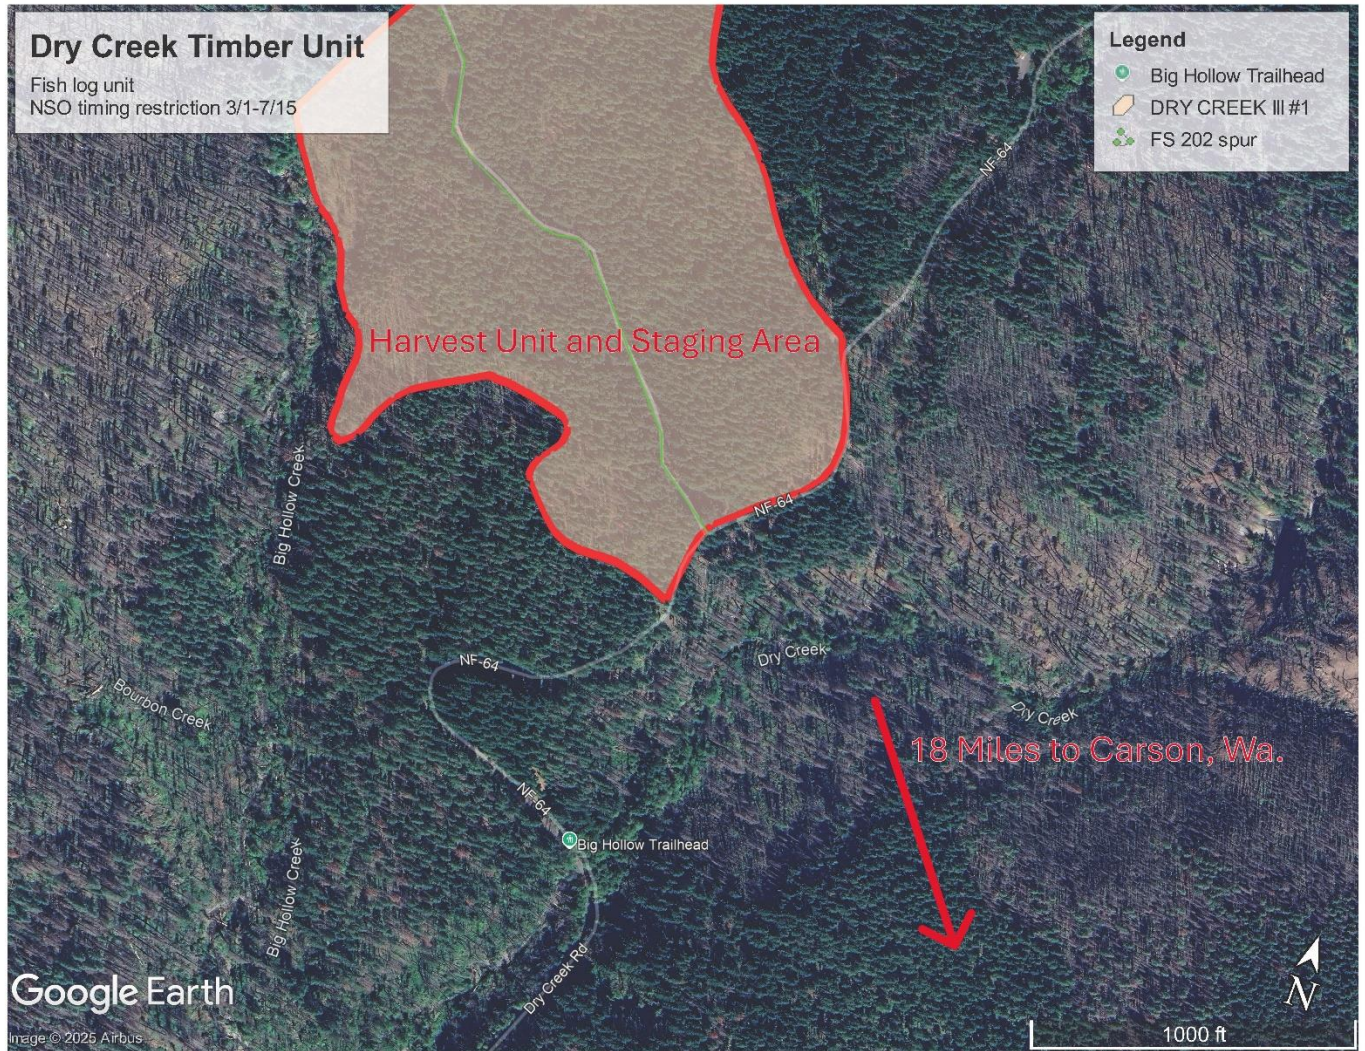 Dry Creek Timber Unit
Fish log unit
NSO timing restriction 3/1-7/15
Legend
Big Hollow Trailhead
DRY CREEK III #1
FS 202 spur
NF-64
Harvest Unit and Staging Area
Big Hollow Creek
NF-64
Dry Creek
NF-64
Bourbon Creek
Dry Creek
18 Miles to Carson, Wa.
NF-64
Big Hollow Trailhead
Big Hollow Creek
Dry Creek Rd
N
Google Earth
Image © 2025 Airbus
1000 ft